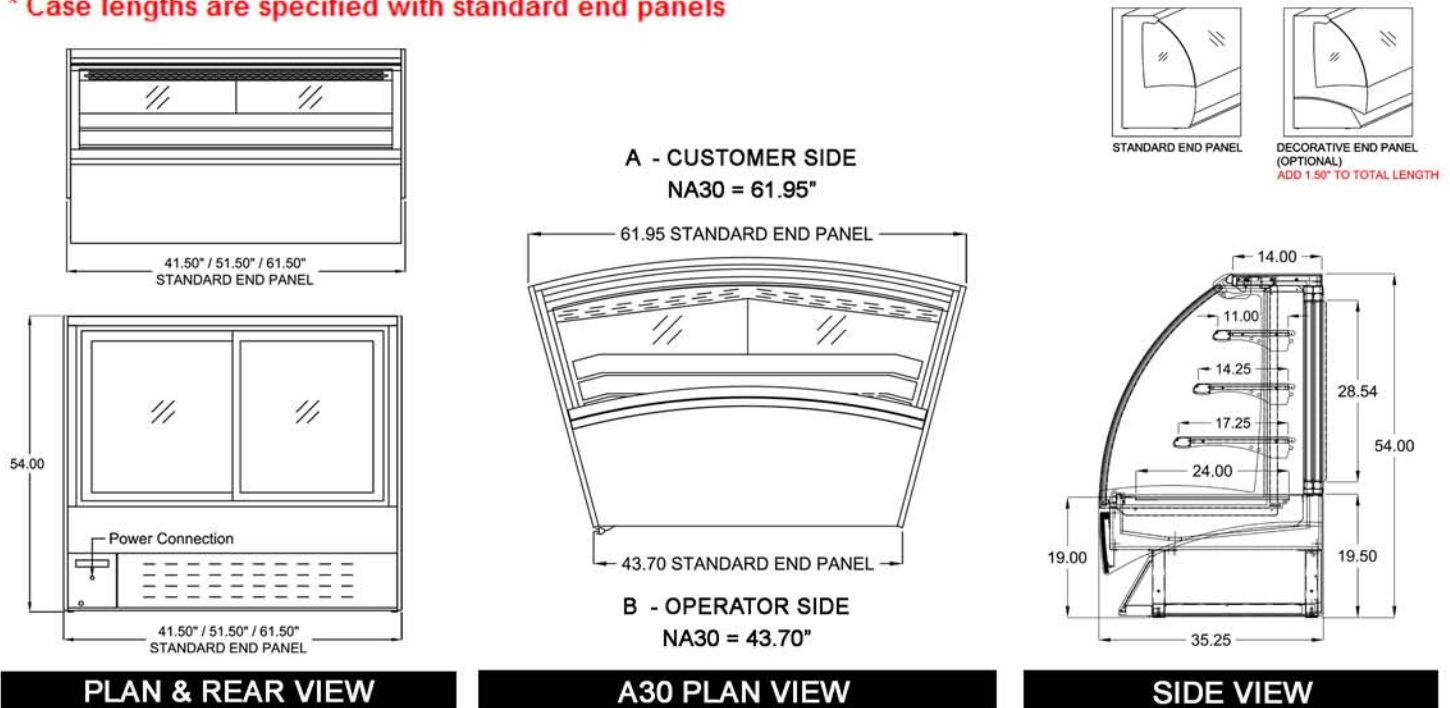 * Case lengths are specified with standard end panels
41.50" / 51.50" / 61.50"
STANDARD END PANEL
54.00
Power Connection
41.50" / 51.50" / 61.50"
STANDARD END PANEL
PLAN & REAR VIEW
A - CUSTOMER SIDE
NA30 = 61.95"
61.95 STANDARD END PANEL
43.70 STANDARD END PANEL
B - OPERATOR SIDE
NA30 = 43.70"
A30 PLAN VIEW
STANDARD END PANEL
DECORATIVE END PANEL
(OPTIONAL)
ADD 1.50" TO TOTAL LENGTH
14.00
11.00
14.25
28.54
17.25
54.00
24.00
19.00
19.50
35.25
SIDE VIEW